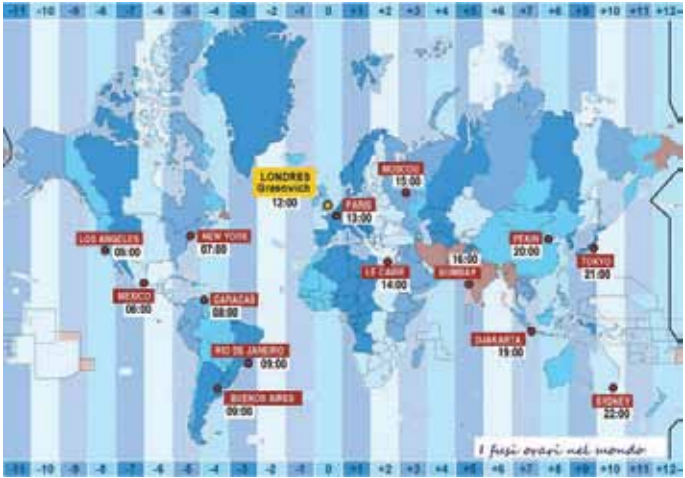 -11 -10 -9 -8 -7 -6 -5 -4 -3 -2 -1 0 +1 +2 +3 +4 +5 +6 +7 +8 +9 +10 +11 +12
LONDRES
Greenwich
12:00
MOSCOU
15:00
PARIS
13:00
LOS ANGELES
NEW YORK
07:00
PEKIN
20:00
TOKYO
21:00
16:00
BOMBAY
LE CAIRE
14:00
MEXICO
06:00
CARACAS
08:00
DJAKARTA
19:00
RIO DE JANEIRO
09:00
BUENOS AIRES
09:00
SYDNEY
22:00
I fusi orari nel mondo
-11 -10 -9 -8 -7 -6 -5 -4 -3 -2 -1 0 +1 +2 +3 +4 +5 +6 +7 +8 +9 +10 +11 +12